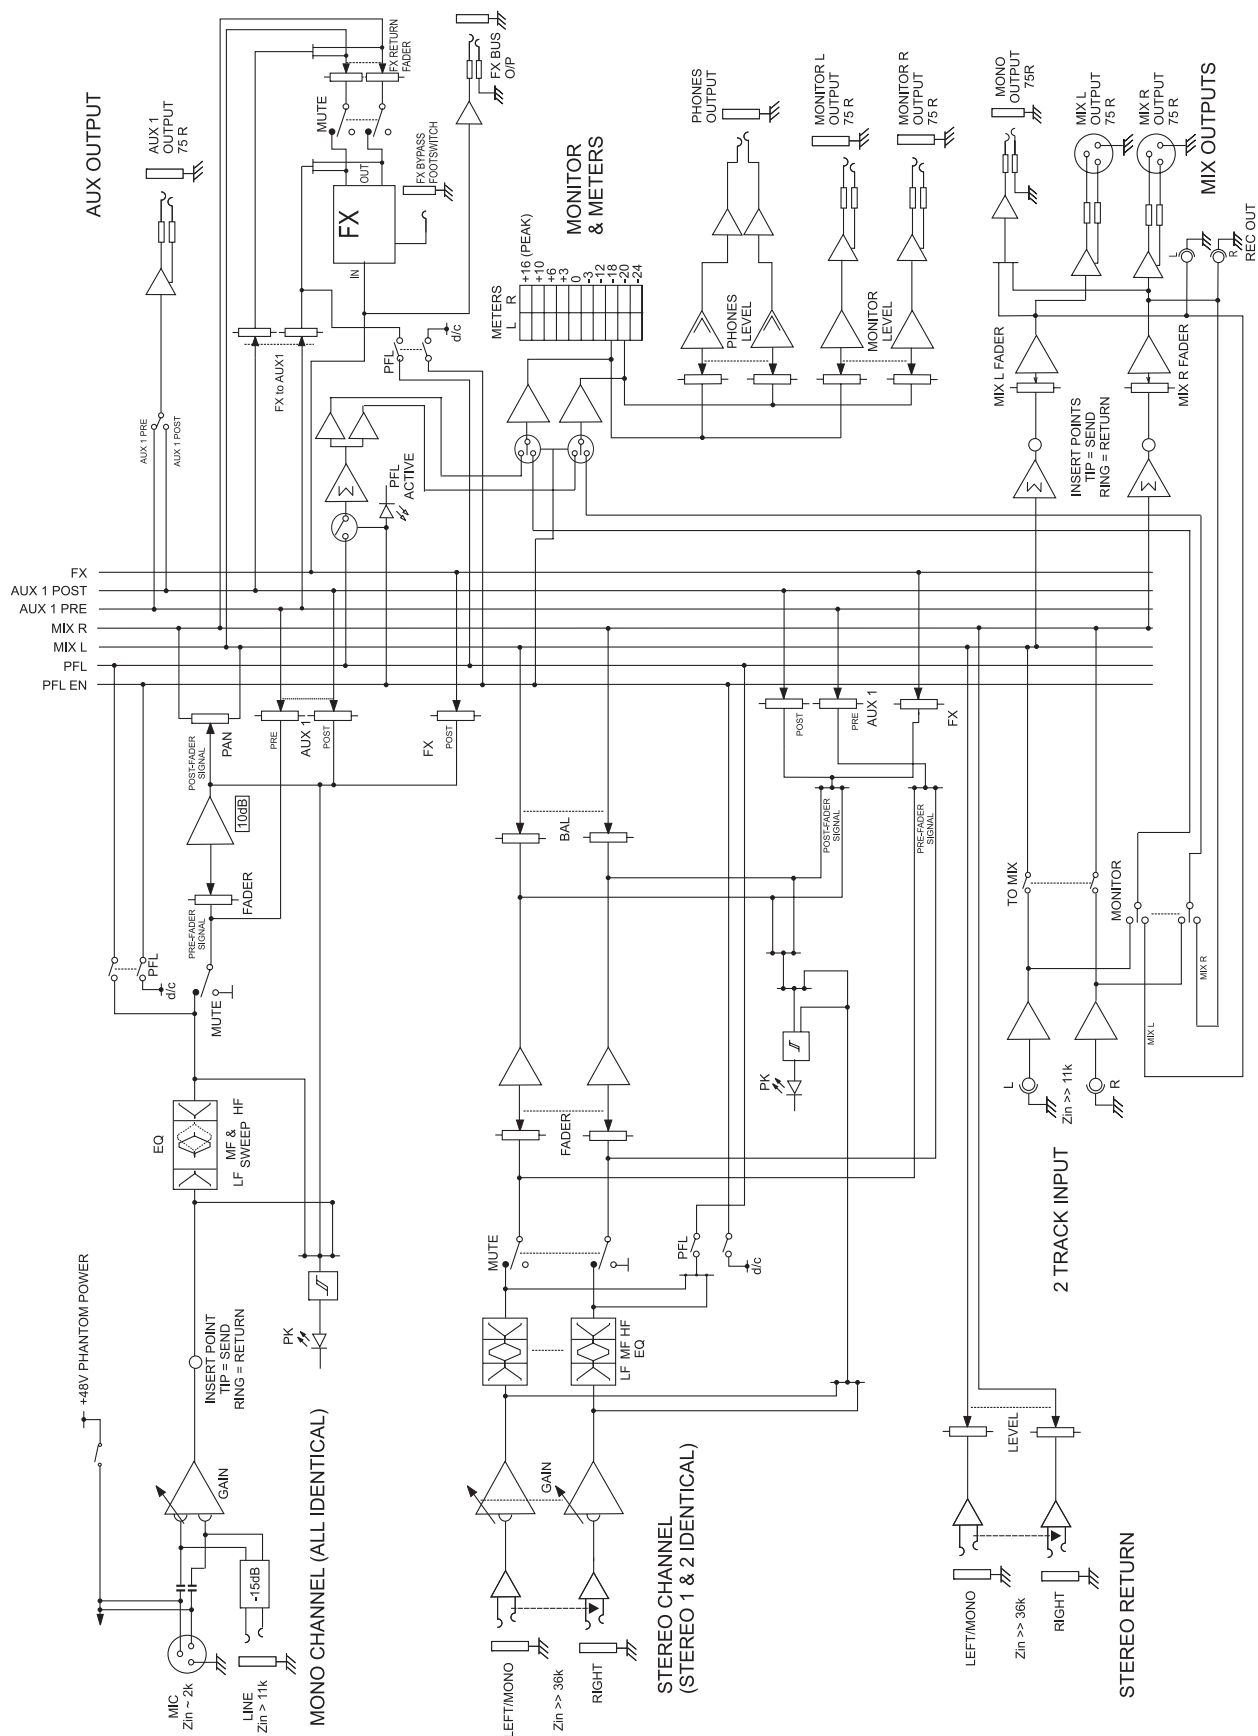 AUX OUTPUT
AUX 1
OUTPUT
75 R
MUTE
FX RETURN
FADER
OUT
FX
IN
FX BYPASS
FOOTSWITCH
FX BUS
O/P
AUX 1 PRE
AUX 1 POST
FX to AUX1
PFL
d/c
PFL
ACTIVE
Σ
MONITOR
& METERS
METERS
L R
+16 (PEAK)
+10
+6
+3
0
-3
-12
-18
-20
-24
PHONES
OUTPUT
PHONES
LEVEL
MONITOR L
OUTPUT
75 R
MONITOR R
OUTPUT
75 R
MONITOR
LEVEL
MONO
OUTPUT
75R
MIX L
OUTPUT
75 R
MIX R
OUTPUT
75 R
MIX OUTPUTS
L
R
REC OUT
MIX L FADER
MIX R FADER
INSERT POINTS
TIP = SEND
RING = RETURN
Σ
Σ
FX
AUX 1 POST
AUX 1 PRE
MIX R
MIX L
PFL
PFL EN
PAN
POST-FADER
SIGNAL
10dB
FADER
PRE-FADER
SIGNAL
PFL
d/c
MUTE
PRE
AUX 1
POST
FX
POST
EQ
LF
MF &
SWEEP
HF
PK
+48V PHANTOM POWER
INSERT POINT
TIP = SEND
RING = RETURN
GAIN
-15dB
MIC
Zin ~ 2k
LINE
Zin > 11k
MONO CHANNEL (ALL IDENTICAL)
POST
PRE
AUX 1
FX
BAL
POST-FADER
SIGNAL
PRE-FADER
SIGNAL
PK
FADER
MUTE
PFL
d/c
LF MF HF
EQ
GAIN
LEFT/MONO
Zin >> 36k
RIGHT
STEREO CHANNEL
(STEREO 1 & 2 IDENTICAL)
TO MIX
MONITOR
MIX L
MIX R
L
Zin >> 11k
R
2 TRACK INPUT
LEVEL
LEFT/MONO
Zin >> 36k
RIGHT
STEREO RETURN